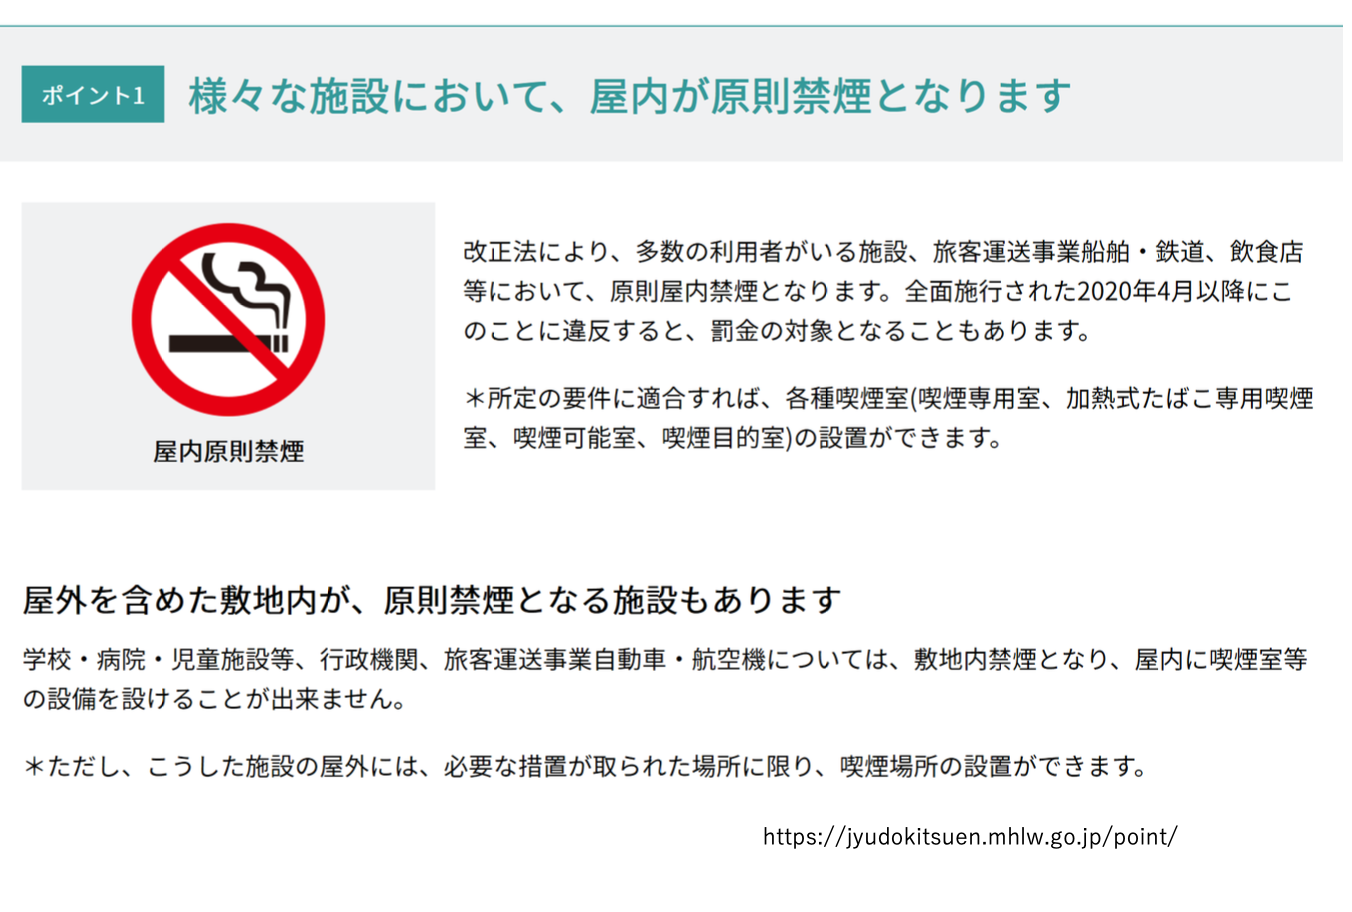 ポイント1
様々な施設において、屋内が原則禁煙となります
改正法により、多数の利用者がいる施設、旅客運送事業船舶・鉄道、飲食店
等において、原則屋内禁煙となります。全面施行された2020年4月以降にこ
のことに違反すると、罰金の対象となることもあります。
＊所定の要件に適合すれば、各種喫煙室(喫煙専用室、加熱式たばこ専用喫煙
室、喫煙可能室、喫煙目的室)の設置ができます。
屋内原則禁煙
屋外を含めた敷地内が、原則禁煙となる施設もあります
学校・病院・児童施設等、行政機関、旅客運送事業自動車・航空機については、敷地内禁煙となり、屋内に喫煙室等
の設備を設けることが出来ません。
＊ただし、こうした施設の屋外には、必要な措置が取られた場所に限り、喫煙場所の設置ができます。
https://jyudokitsuen.mhlw.go.jp/point/